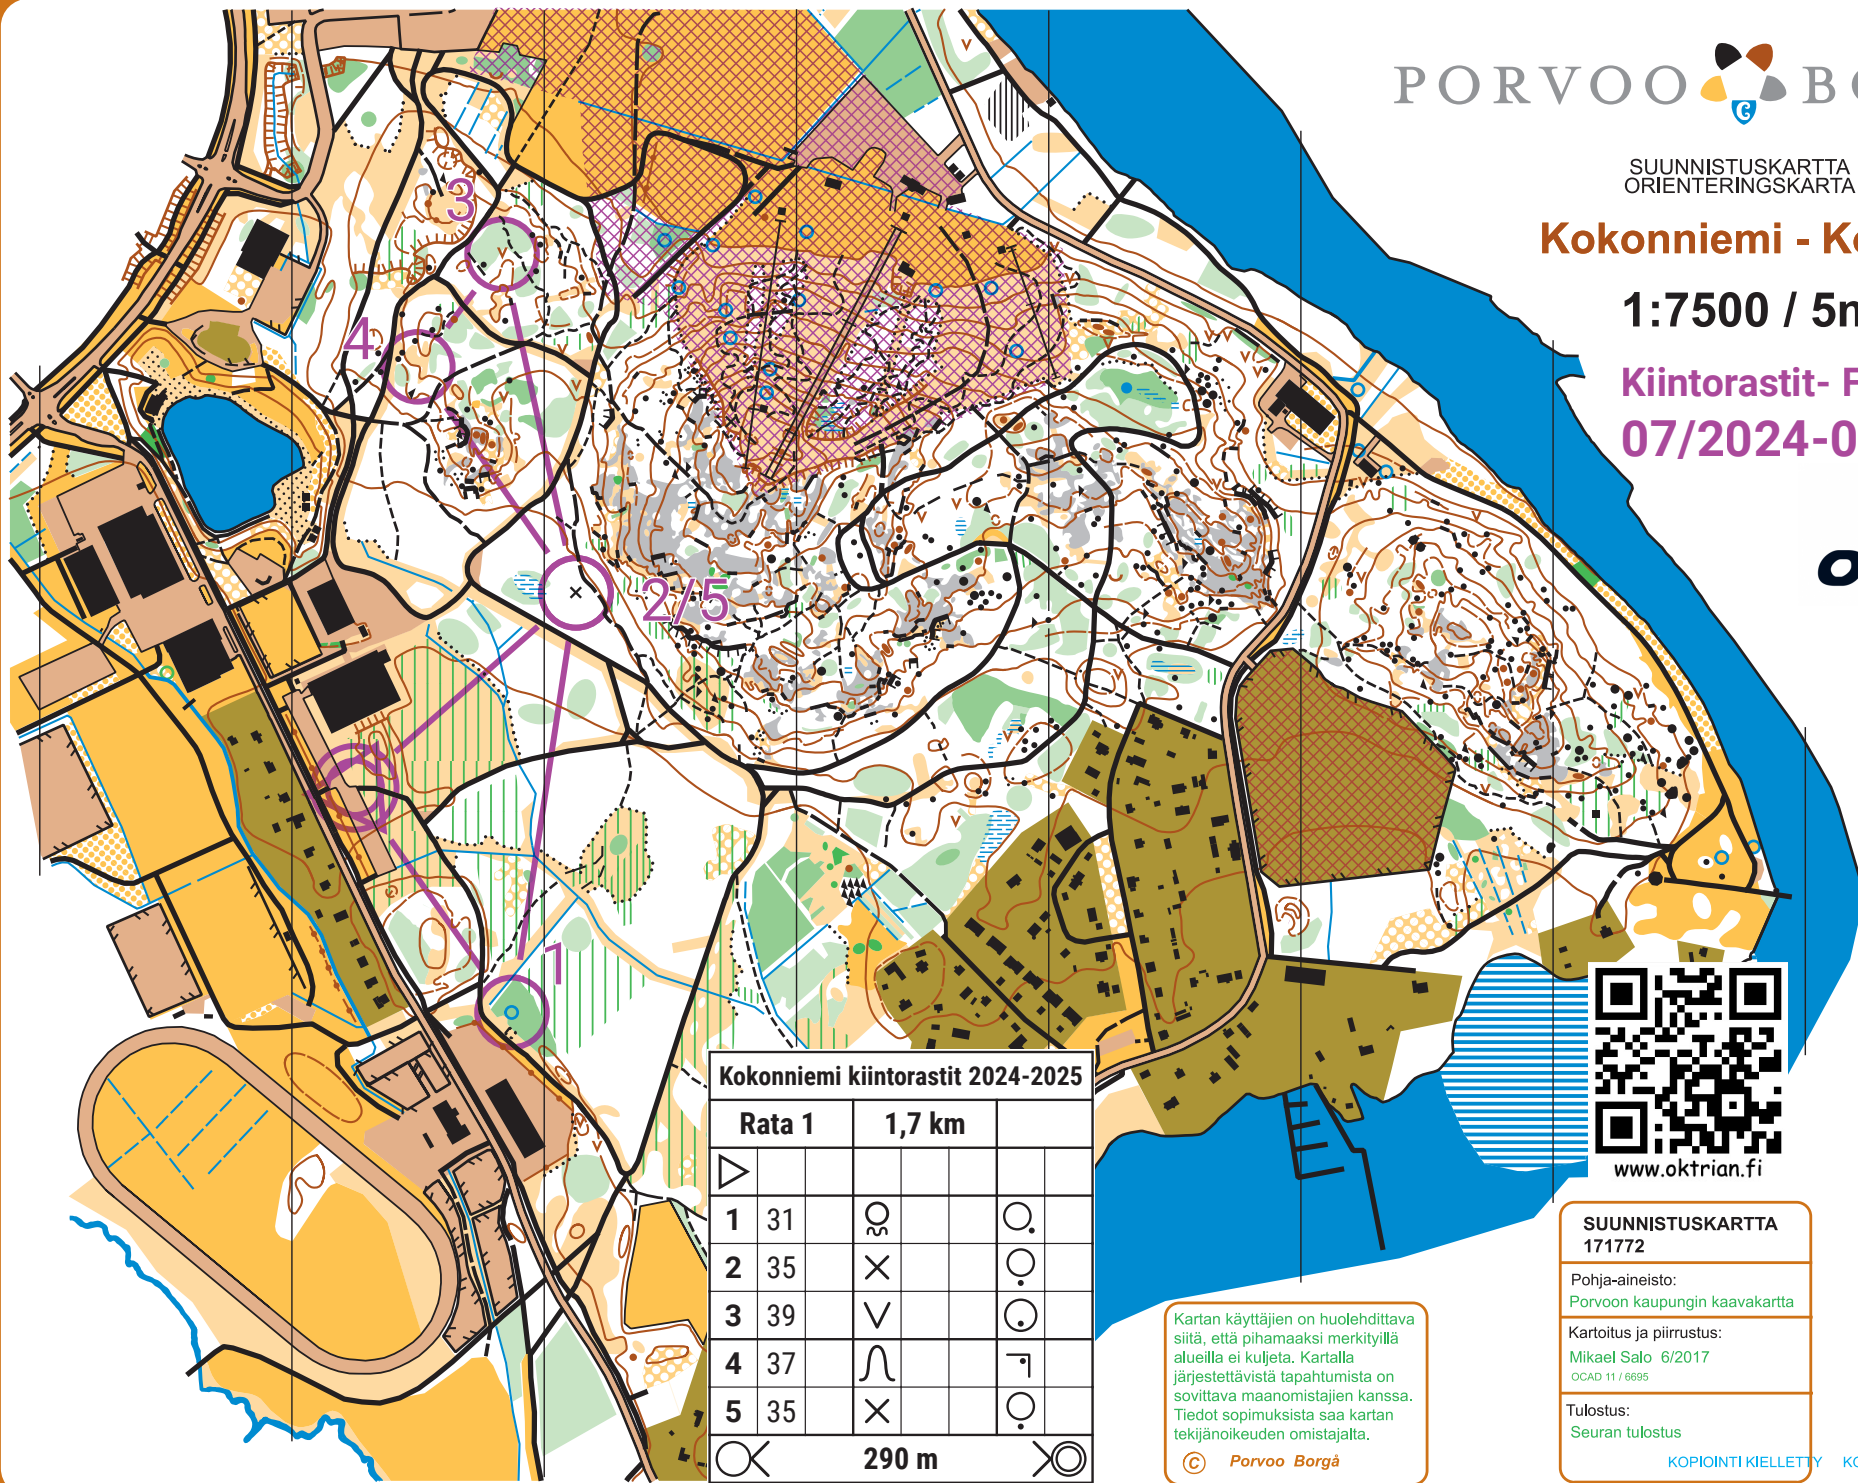 PORVOO
SUUNNISTUSKARTTA
ORIENTERINGSKARTA
Kokonniemi - 
1:7500 /
Kiintorastit-
3
4
2/5
1
Kokonniemi kiintorastit 2024-2025
Rata 1 1,7 km
1 31
2 35
3 39
4 37
5 35
290 m
www.oktrian.fi
Kartan käyttäjien on huolehdittava
siitä, että pihamaaksi merkityillä
alueilla ei kuljeta. Kartalla
järjestettävistä tapahtumista on
sovittava maanomistajien kanssa.
Tiedot sopimuksista saa kartan
tekijänoikeuden omistajalta.
© Porvoo Borgå
SUUNNISTUSKARTTA
171772
Pohja-aineisto:
Porvoon kaupungin kaavakartta
Kartoitus ja piirrustus:
Mikael Salo 6/2017
OCAD 11 / 6695
Tulostus:
Seuran tulostus
KOPIOINTI KIELLETTY